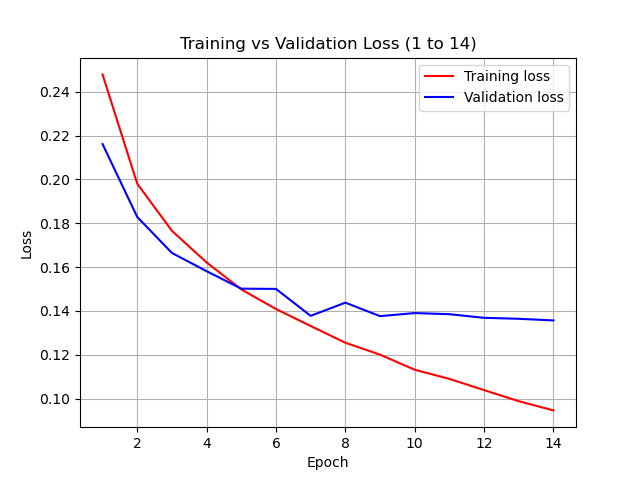 Training vs Validation Loss (1 to 14)
Training loss
Validation loss
0.24
0.22
0.20
0.18
0.16
0.14
0.12
0.10
Loss
2 4 6 8 10 12 14
Epoch